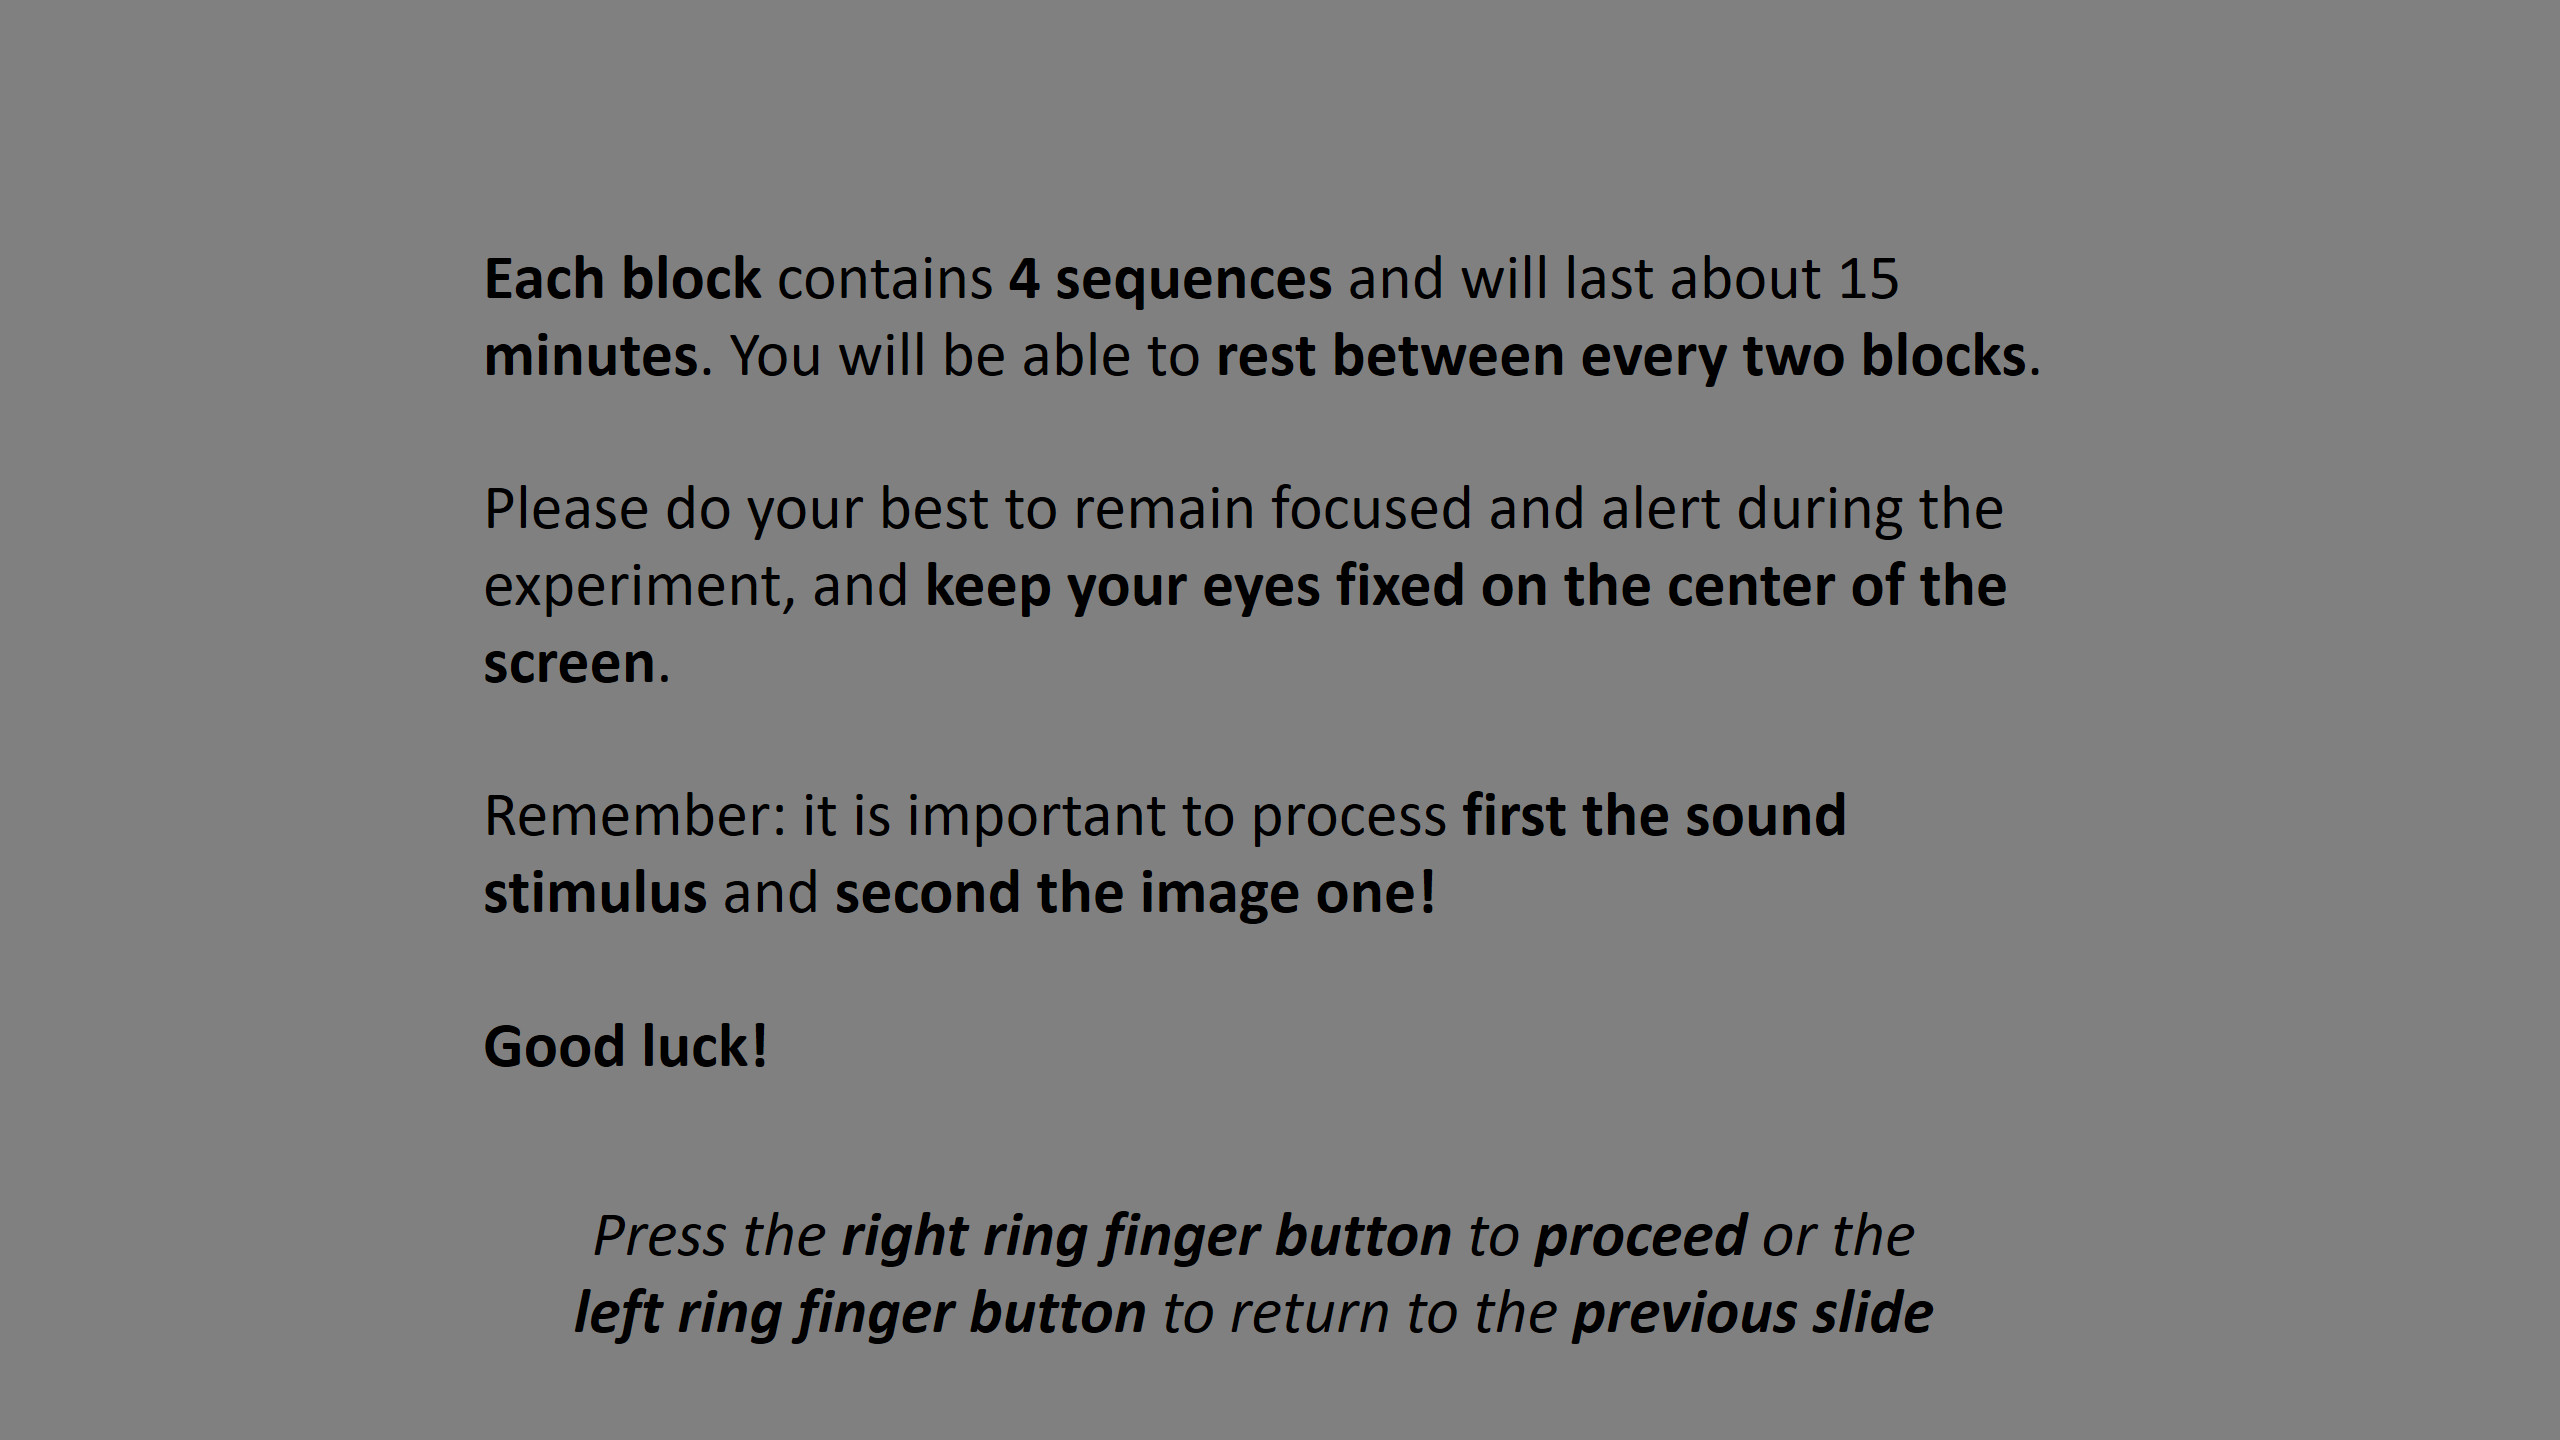 Each block contains 4 sequences and will last about 15
minutes. You will be able to rest between every two blocks.
Please do your best to remain focused and alert during the
experiment, and keep your eyes fixed on the center of the
screen.
Remember: it is important to process first the sound
stimulus and second the image one!
Good luck!
Press the right ring finger button to proceed or the
left ring finger button to return to the previous slide